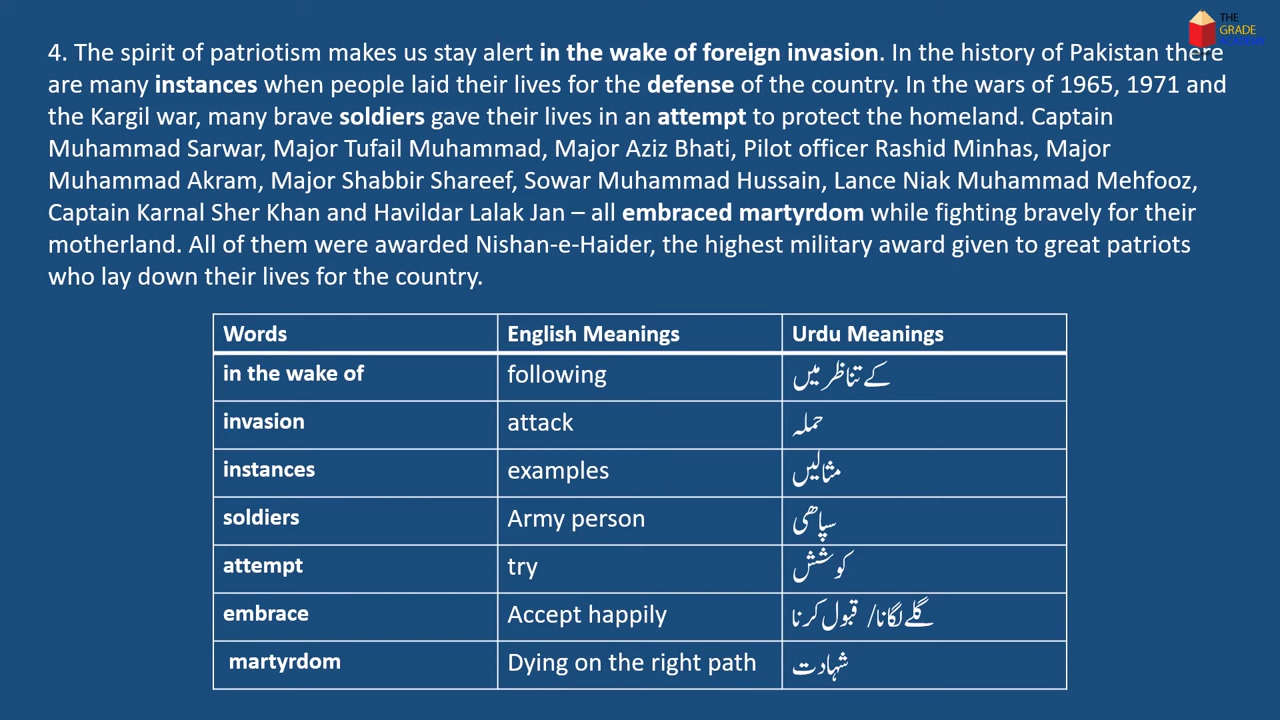 THE
GRADE
4. The spirit of patriotism makes us stay alert in the wake of foreign invasion. In the history of Pakistan there
are many instances when people laid their lives for the defense of the country. In the wars of 1965, 1971 and
the Kargil war, many brave soldiers gave their lives in an attempt to protect the homeland. Captain
Muhammad Sarwar, Major Tufail Muhammad, Major Aziz Bhati, Pilot officer Rashid Minhas, Major
Muhammad Akram, Major Shabbir Shareef, Sowar Muhammad Hussain, Lance Niak Muhammad Mehfooz,
Captain Karnal Sher Khan and Havildar Lalak Jan – all embraced martyrdom while fighting bravely for their
motherland. All of them were awarded Nishan-e-Haider, the highest military award given to great patriots
who lay down their lives for the country.
Words English Meanings Urdu Meanings
in the wake of following کے تناظر میں
invasion attack حملہ
instances examples مثالیں
soldiers Army person سپاھی
attempt try کوشش
embrace Accept happily گلے لگانا/ قبول کرنا
martyrdom Dying on the right path شہادت